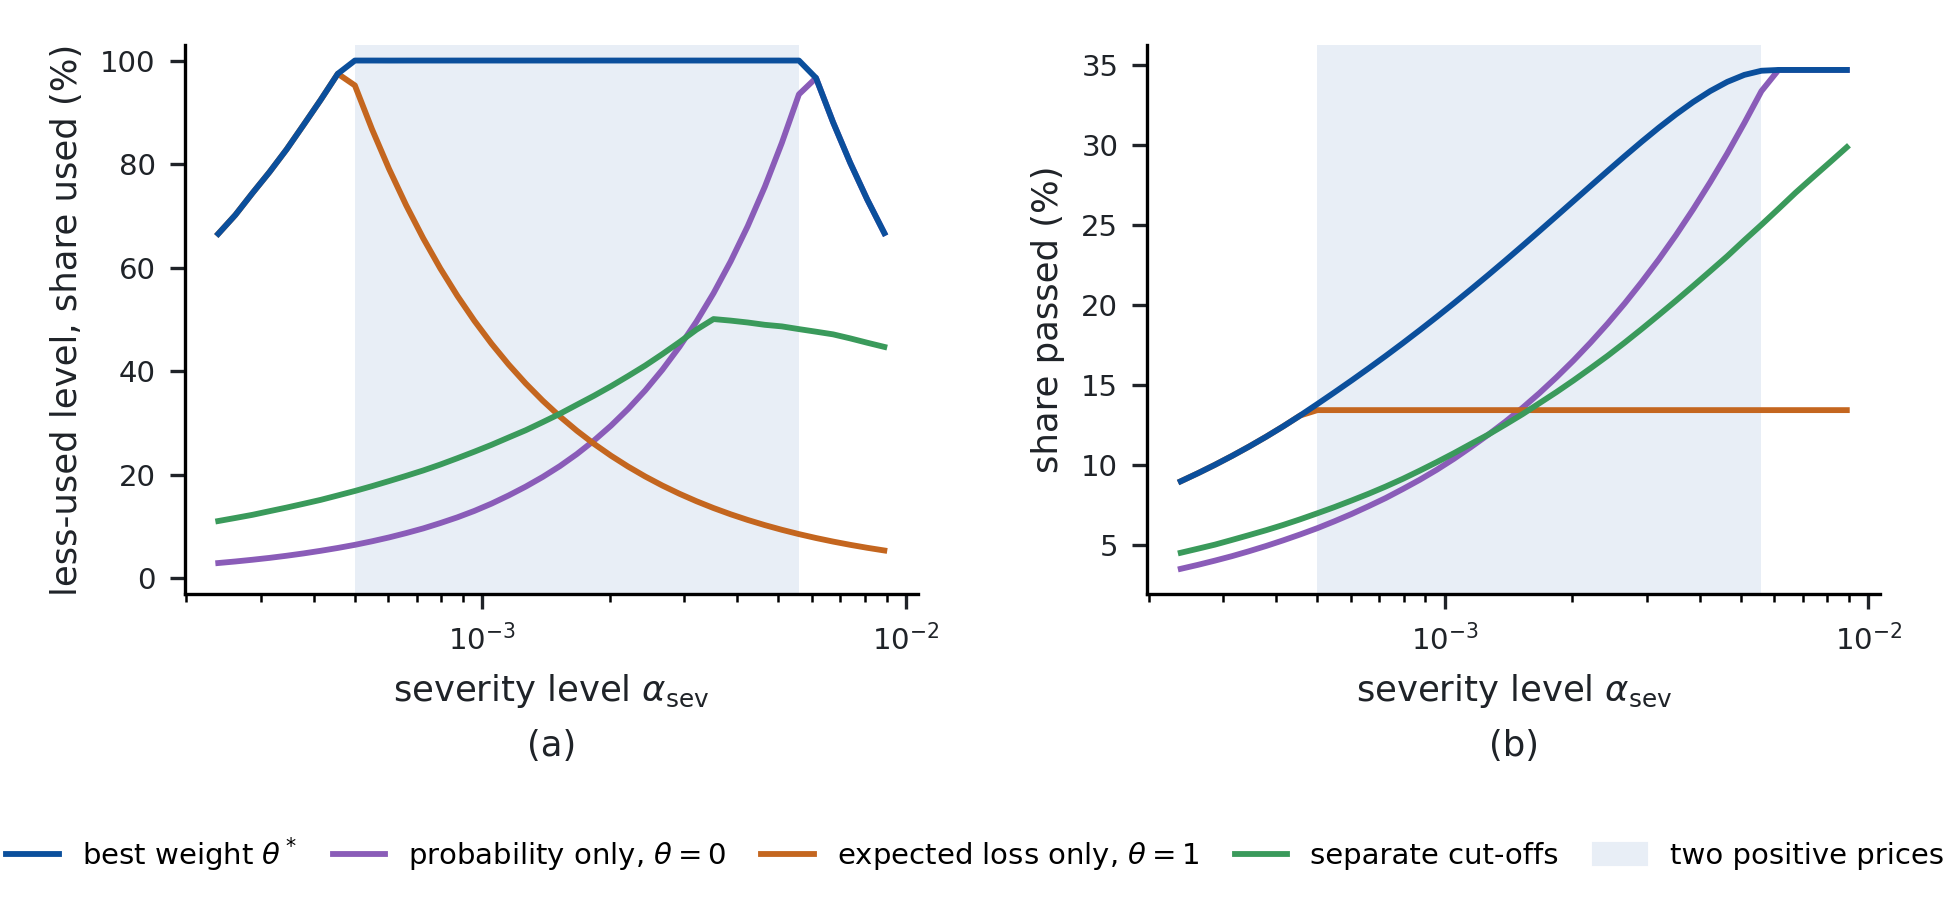 less-used level, share used (%)
100
80
60
40
20
0
10⁻³
10⁻²
severity level α_sev
(a)
share passed (%)
35
30
25
20
15
10
5
10⁻³
10⁻²
severity level α_sev
(b)
best weight θ*
probability only, θ = 0
expected loss only, θ = 1
separate cut-offs
two positive prices